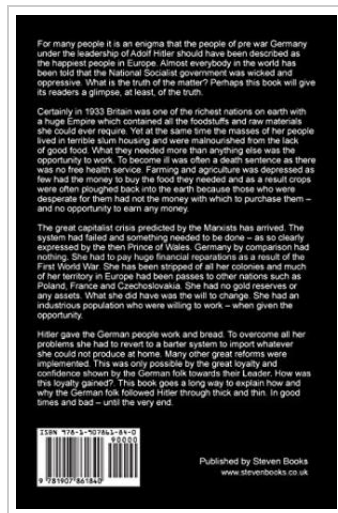 For many people it is an enigma that the people of pre war Germany
under the leadership of Adolf Hitler should have been described as
the happiest people in Europe. Almost everybody in the world has
been told that the National Socialist government was wicked and
oppressive. What is the truth of the matter? Perhaps this book will give
its readers a glimpse, at least, of the truth.
Certainly in 1933 Britain was one of the richest nations on earth with
a huge Empire which contained all the foodstuffs and raw materials
she could ever require. Yet at the same time the masses of her people
lived in terrible slum housing and were malnourished from the lack
of good food. What they needed more than anything else was the
opportunity to work. To become ill was often a death sentence as there
was no free health service. Farming and agriculture was depressed as
few had the money to buy the food they needed and as a result crops
were often ploughed back into the earth because those who were
desperate for them had not the money with which to purchase them –
and no opportunity to earn any money.
The great capitalist crisis predicted by the Marxists has arrived. The
system had failed and something needed to be done – as so clearly
expressed by the then Prince of Wales. Germany by comparison had
nothing. She had to pay huge financial reparations as a result of the
First World War. She has been stripped of all her colonies and much
of her territory in Europe had been passes to other nations such as
Poland, France and Czechoslovakia. She had no gold reserves or
any assets. What she did have was the will to change. She had an
industrious population who were willing to work – when given the
opportunity.
Hitler gave the German people work and bread. To overcome all her
problems she had to revert to a barter system to import whatever
she could not produce at home. Many other great reforms were
implemented. This was only possible by the great loyalty and
confidence shown by the German folk towards their Leader. How was
this loyalty gained?. This book goes a long way to explain how and
why the German folk followed Hitler through thick and thin. In good
times and bad – until the very end.
ISBN 978-1-907861-84-0
90000
9 781907 861840
Published by Steven Books
www.stevenbooks.co.uk